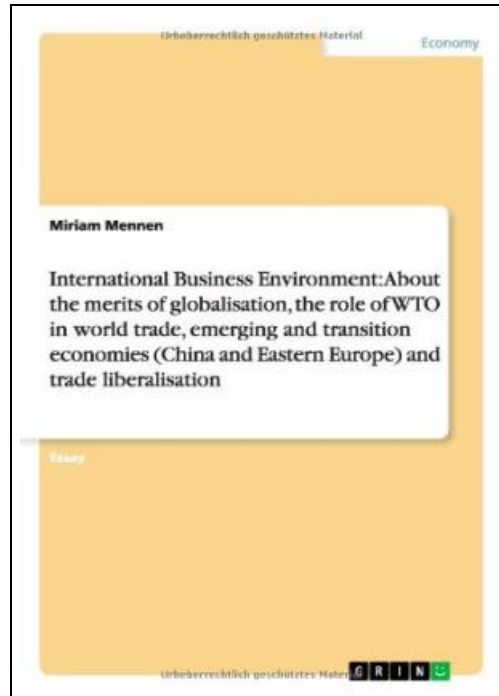 Urheberrechtlich geschütztes Material
Economy
Miriam Mennen
International Business Environment: About
the merits of globalisation, the role of WTO
in world trade, emerging and transition
economies (China and Eastern Europe) and
trade liberalisation
Essay
Urheberrechtlich geschütztes Mater
GRIN